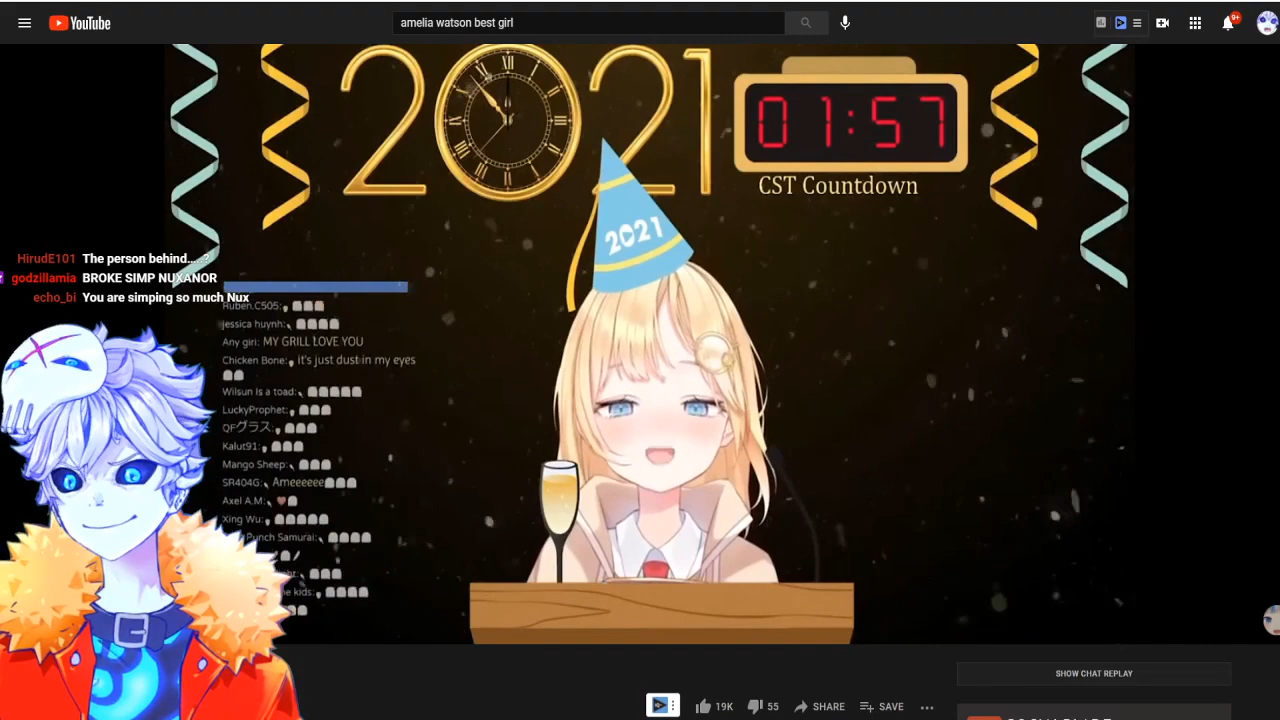 YouTube
amelia watson best girl
9+
2021
01:57
CST Countdown
2021
HirudE101 The person behind.....?
godzillamia BROKE SIMP NUXANOR
echo_bi You are simping so much Nux
Ruben.C505:
jessica huynh:
Any girl: MY GRILL LOVE YOU
Chicken Bone: it's just dust in my eyes
Wilsun is a toad:
LuckyProphet:
QFグラス:
Kalut91:
Mango Sheep:
SR404G: Ameeeeee
Axel A.M:
Xing Wu:
Punch Samurai:
kids:
SHOW CHAT REPLAY
19K 55 SHARE SAVE